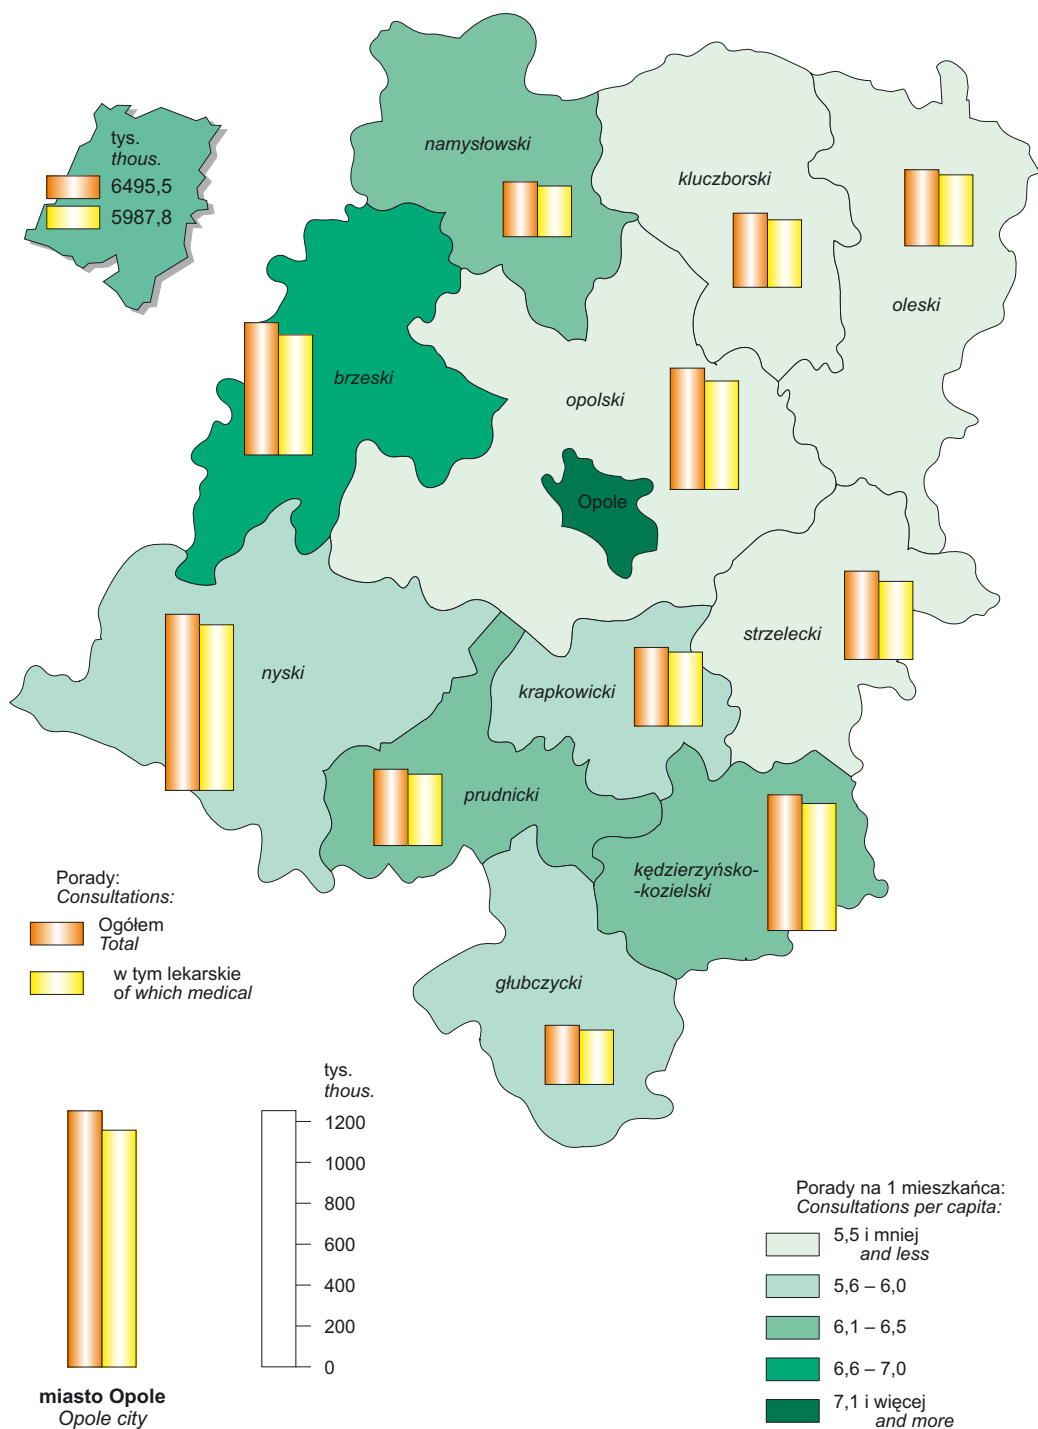 tys.
thous.
6495,5
5987,8
namysłowski
kluczborski
oleski
brzeski
opolski
Opole
strzelecki
nyski
krapkowicki
prudnicki
kędzierzyńsko-
-kozielski
głubczycki
Porady:
Consultations:
Ogółem
Total
w tym lekarskie
of which medical
tys.
thous.
1200
1000
800
600
400
200
0
miasto Opole
Opole city
Porady na 1 mieszkańca:
Consultations per capita:
5,5 i mniej
and less
5,6 – 6,0
6,1 – 6,5
6,6 – 7,0
7,1 i więcej
and more